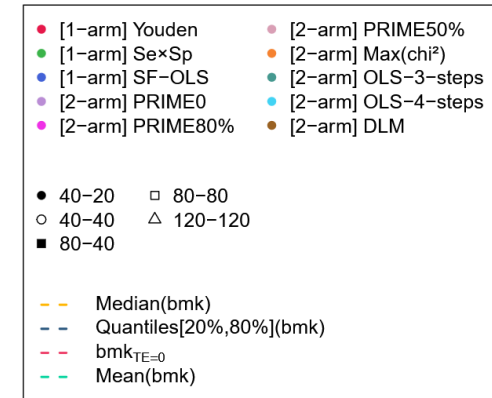 [1−arm] Youden
[1−arm] Se×Sp
[1−arm] SF−OLS
[2−arm] PRIME0
[2−arm] PRIME80%
[2−arm] PRIME50%
[2−arm] Max(chi²)
[2−arm] OLS−3−steps
[2−arm] OLS−4−steps
[2−arm] DLM
40−20
40−40
80−40
80−80
120−120
Median(bmk)
Quantiles[20%,80%](bmk)
bmkTE=0
Mean(bmk)